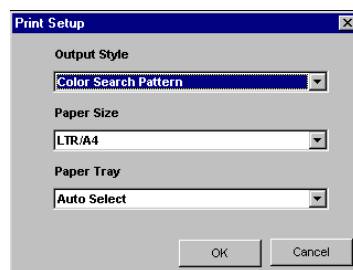 Print Setup
Output Style
Color Search Pattern
Paper Size
LTR/A4
Paper Tray
Auto Select
OK Cancel